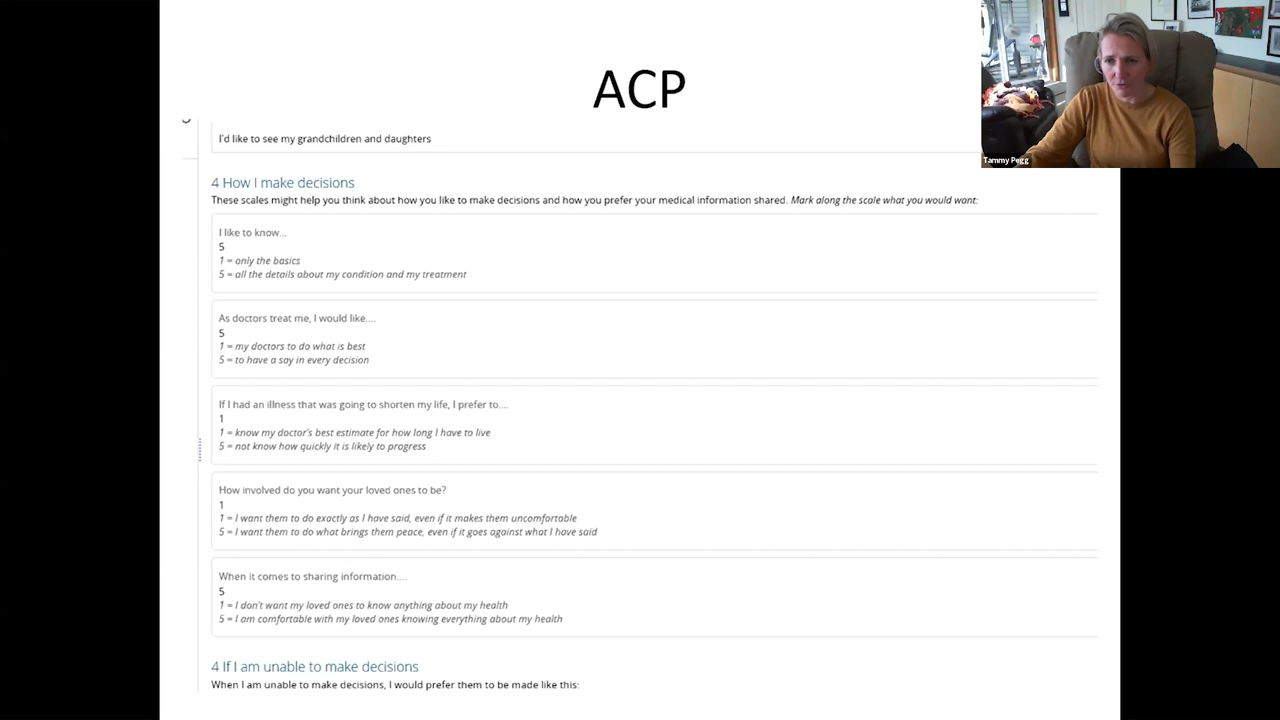 ACP
I'd like to see my grandchildren and daughters
4 How I make decisions
These scales might help you think about how you like to make decisions and how you prefer your medical information shared. Mark along the scale what you would want:
I like to know...
5
1 = only the basics
5 = all the details about my condition and my treatment
As doctors treat me, I would like....
5
1 = my doctors to do what is best
5 = to have a say in every decision
If I had an illness that was going to shorten my life, I prefer to....
1
1 = know my doctor's best estimate for how long I have to live
5 = not know how quickly it is likely to progress
How involved do you want your loved ones to be?
1
1 = I want them to do exactly as I have said, even if it makes them uncomfortable
5 = I want them to do what brings them peace, even if it goes against what I have said
When it comes to sharing information....
5
1 = I don't want my loved ones to know anything about my health
5 = I am comfortable with my loved ones knowing everything about my health
4 If I am unable to make decisions
When I am unable to make decisions, I would prefer them to be made like this:
Tammy Pegg